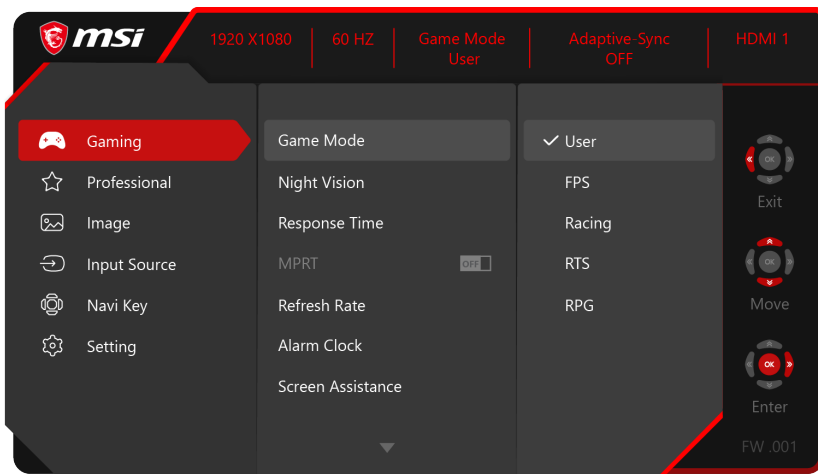 msi
1920 X1080
60 HZ
Game Mode
User
Adaptive-Sync
OFF
HDMI 1
Gaming
Professional
Image
Input Source
Navi Key
Setting
Game Mode
Night Vision
Response Time
MPRT
OFF
Refresh Rate
Alarm Clock
Screen Assistance
User
FPS
Racing
RTS
RPG
OK
Exit
OK
Move
OK
Enter
FW .001